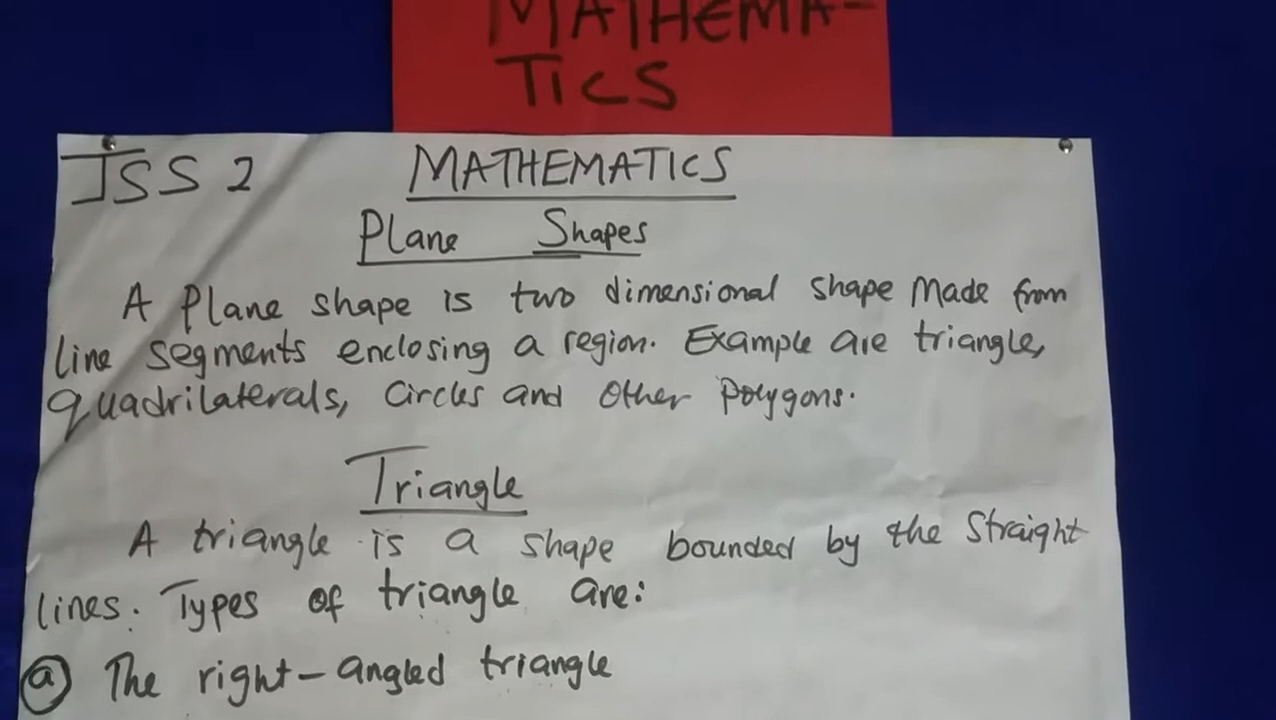 MATHEMA-
TICS
JSS 2 MATHEMATICS
Plane Shapes
A Plane shape is two dimensional shape Made from
line segments enclosing a region. Example are triangle,
quadrilaterals, Circles and Other Polygons.
Triangle
A triangle is a shape bounded by the Straight
lines. Types of triangle are:
(a) The right-angled triangle